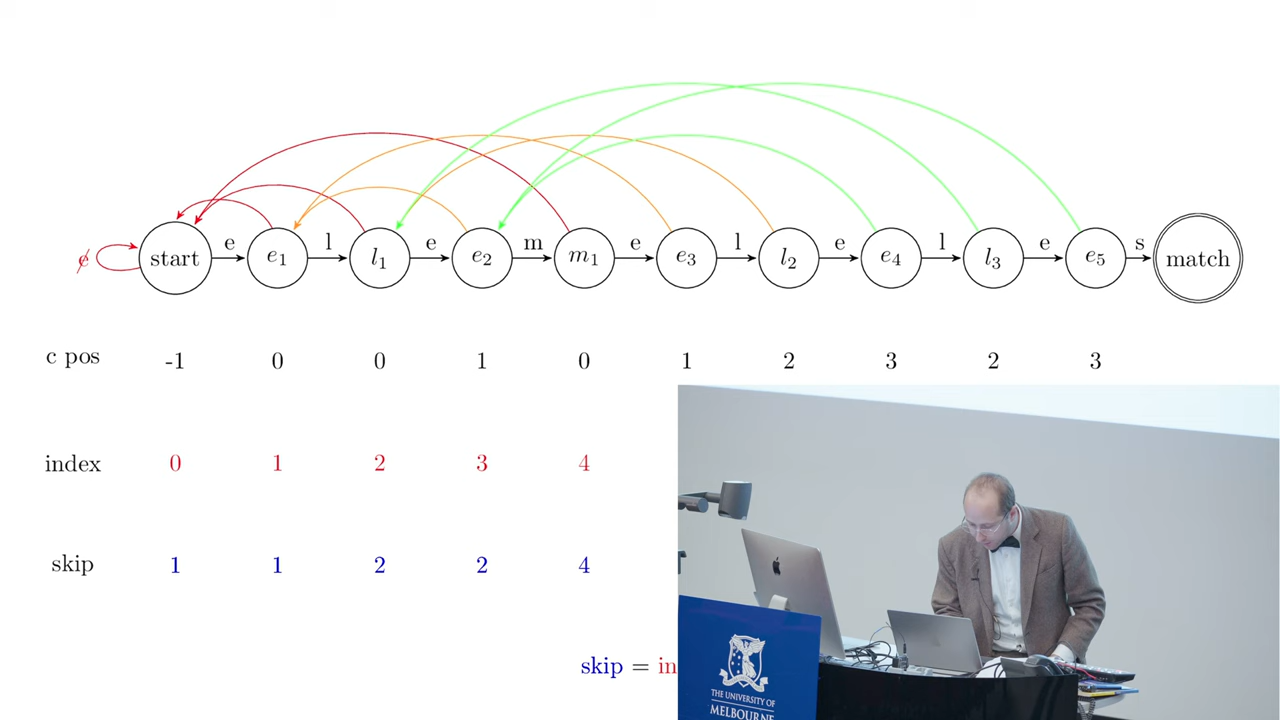 e l e m e l e l e s
e̸ start e₁ l₁ e₂ m₁ e₃ l₂ e₄ l₃ e₅ match
c pos -1 0 0 1 0 1 2 3 2 3
index 0 1 2 3 4
skip 1 1 2 2 4
skip = in
THE UNIVERSITY OF
MELBOURNE